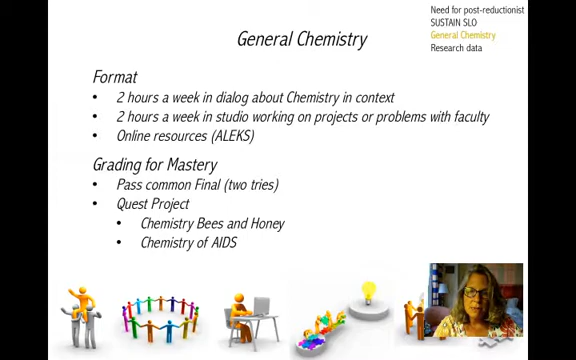 Need for post-reductionist
SUSTAIN SLO
General Chemistry
Research data
General Chemistry
Format
• 2 hours a week in dialog about Chemistry in context
• 2 hours a week in studio working on projects or problems with faculty
• Online resources (ALEKS)
Grading for Mastery
• Pass common Final (two tries)
• Quest Project
• Chemistry Bees and Honey
• Chemistry of AIDS